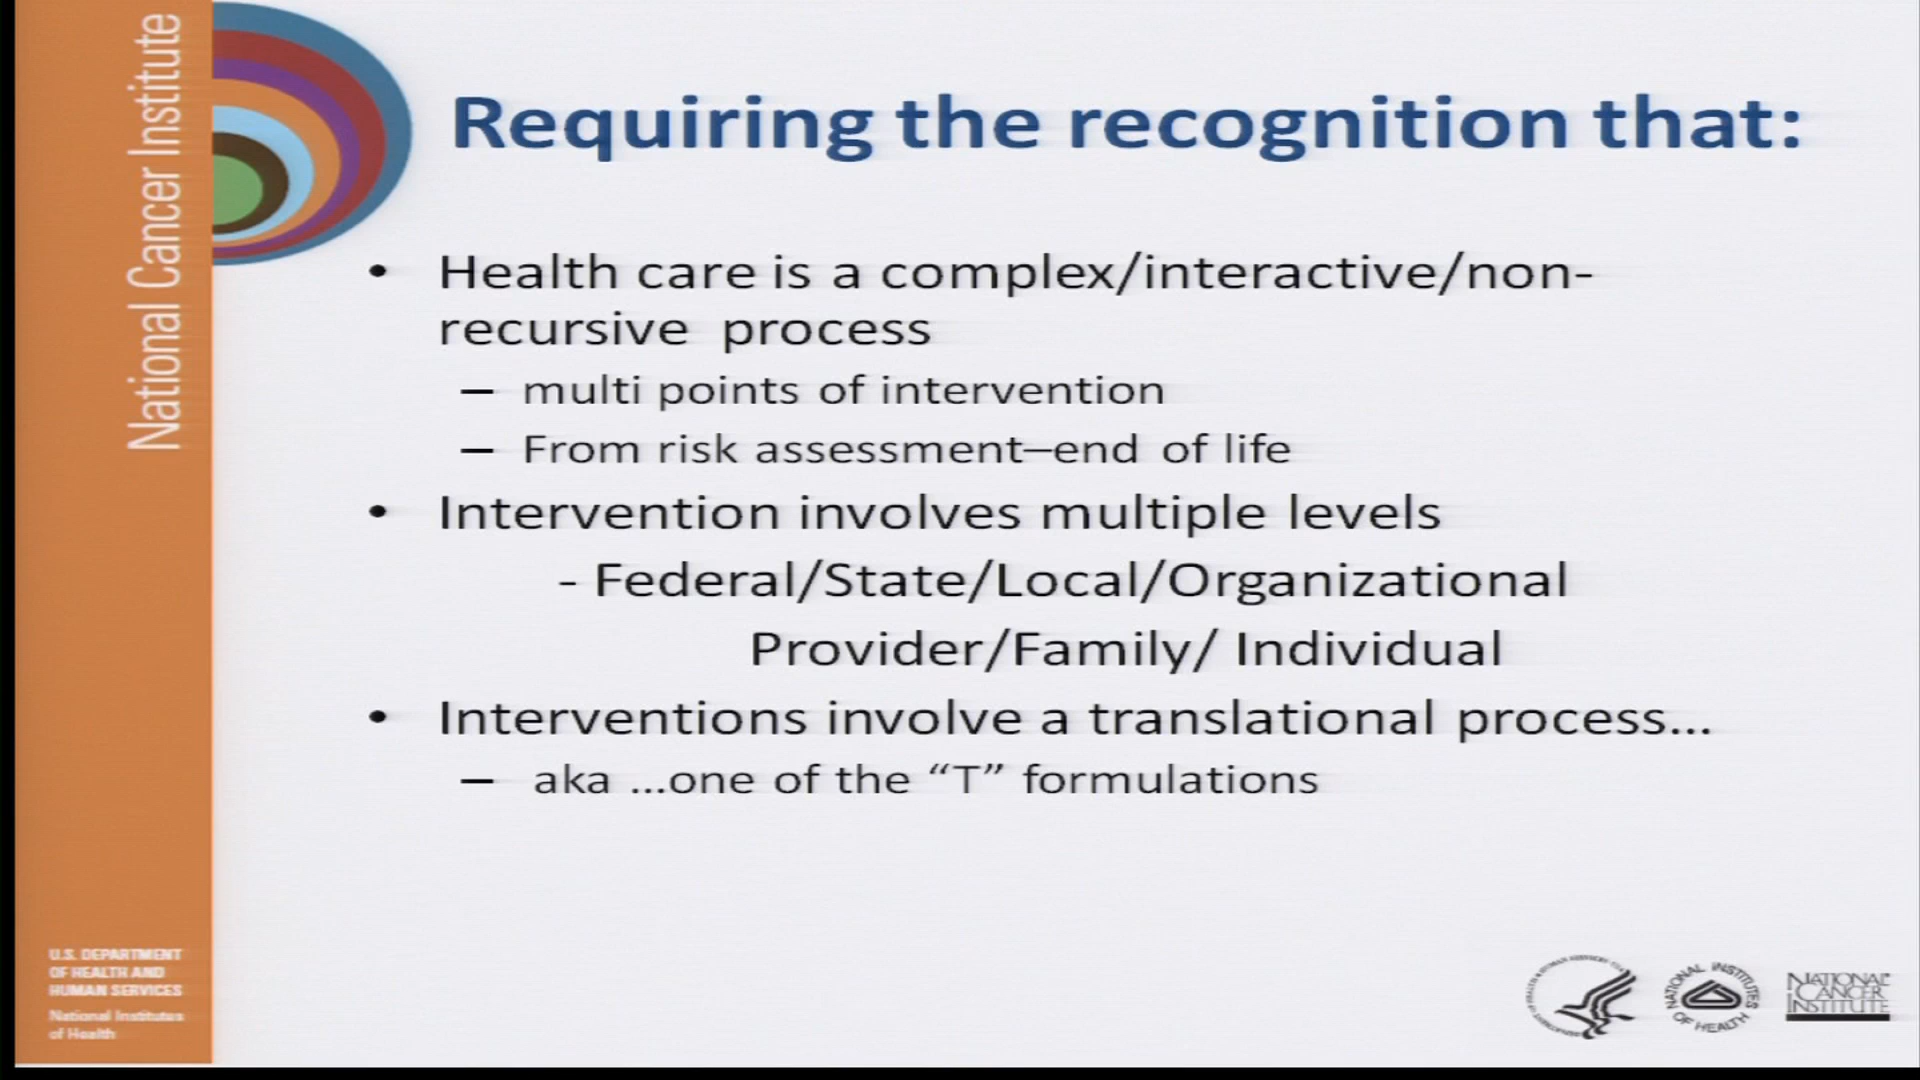 National Cancer Institute
Requiring the recognition that:
• Health care is a complex/interactive/non-
recursive process
– multi points of intervention
– From risk assessment–end of life
• Intervention involves multiple levels
- Federal/State/Local/Organizational
Provider/Family/ Individual
• Interventions involve a translational process...
– aka ...one of the “T” formulations
U.S. DEPARTMENT
OF HEALTH AND
HUMAN SERVICES
National Institutes
of Health
NATIONAL INSTITUTES
OF HEALTH
NATIONAL
CANCER
INSTITUTE